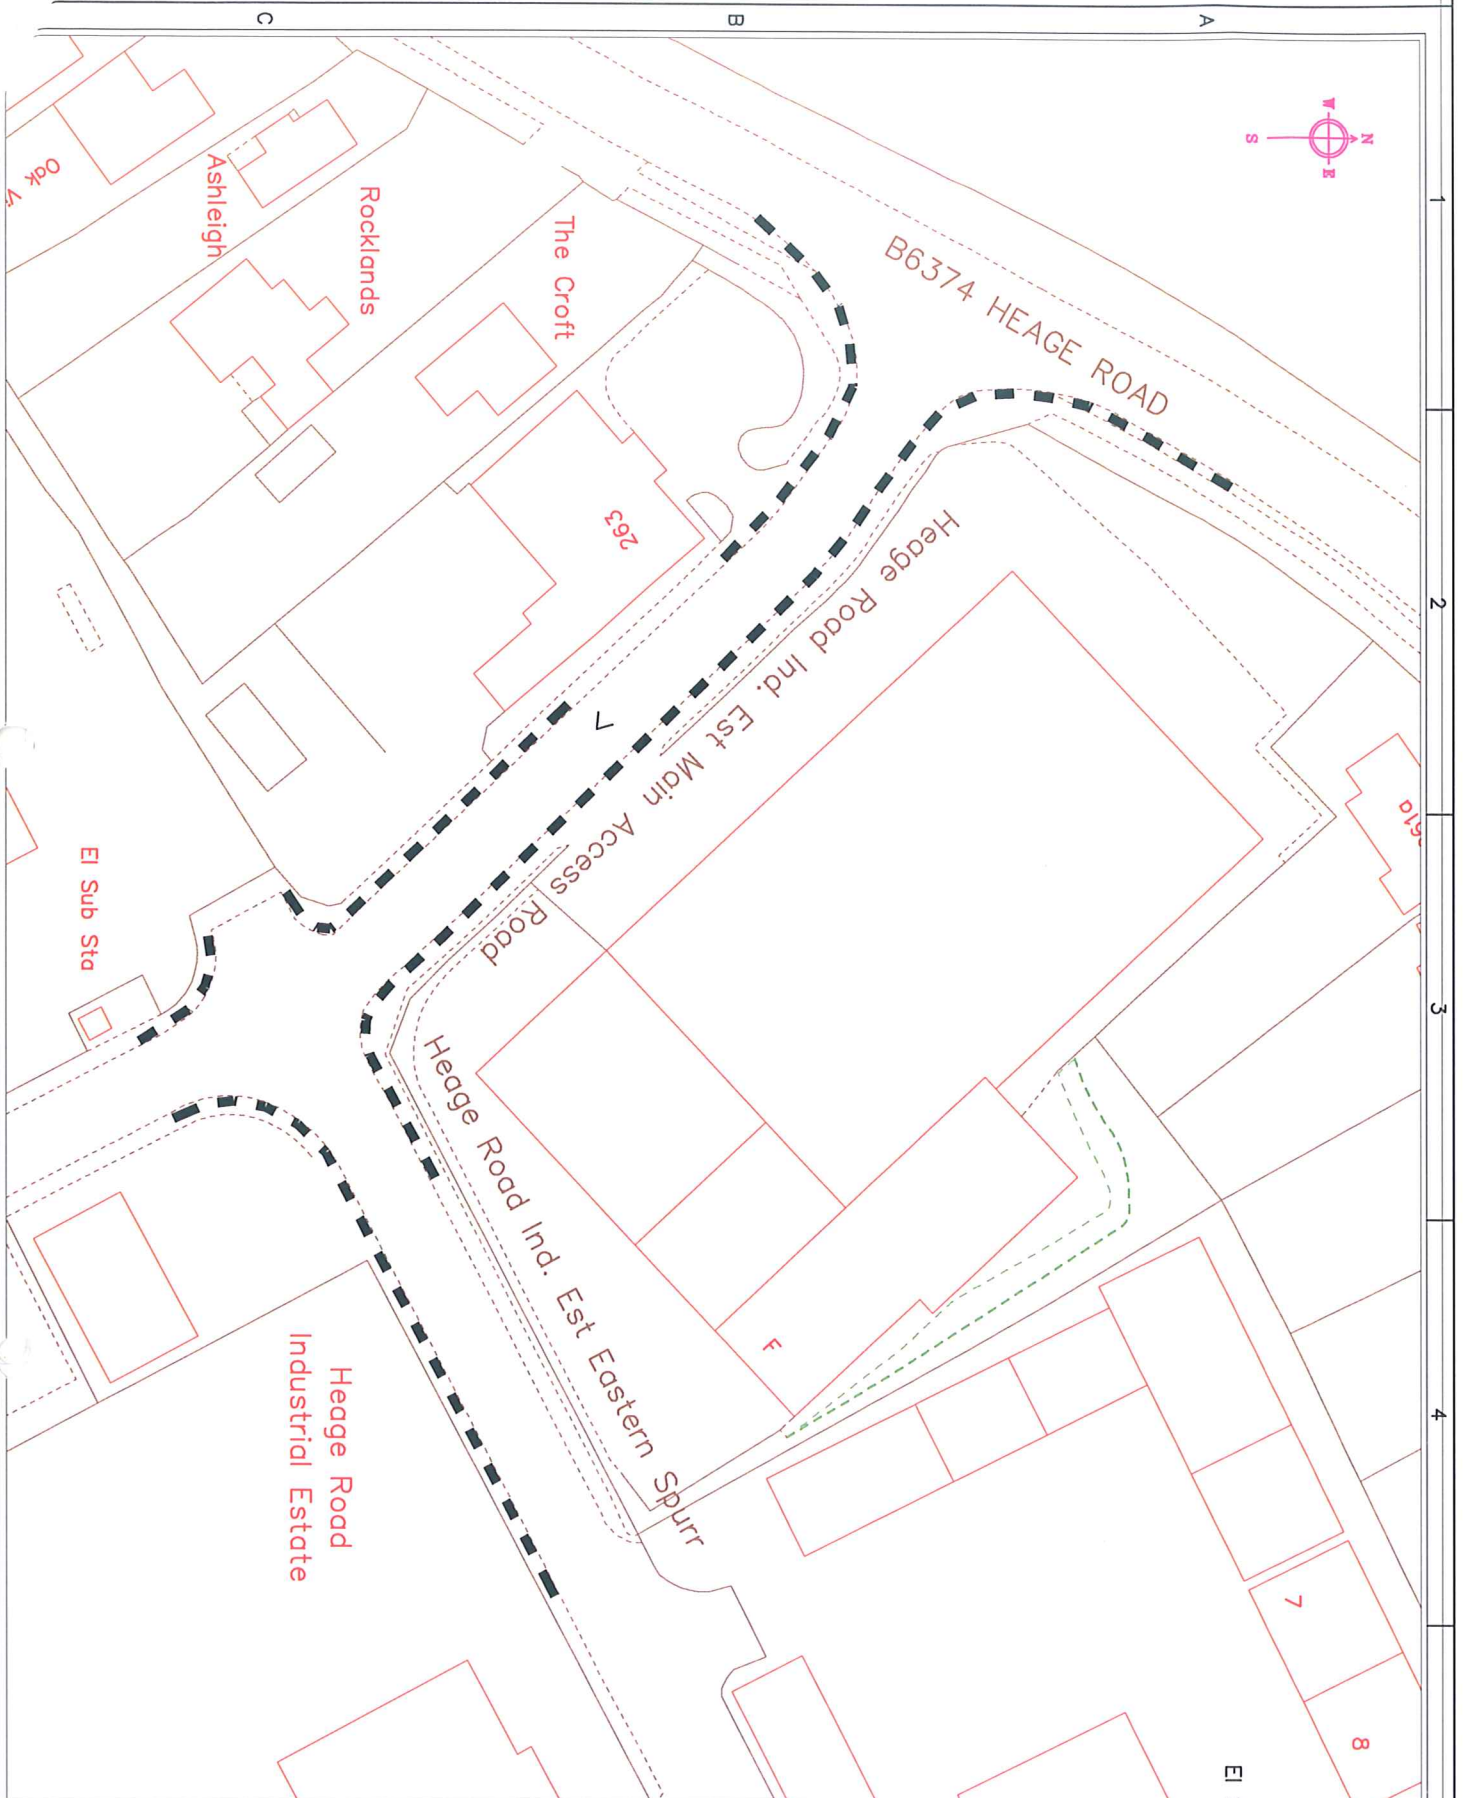 C
B
A
1
2
3
4
N
W
E
S
B6374 HEAGE ROAD
Oak V
Ashleigh
Rocklands
The Croft
263
Heage Road Ind. Est Main Access Road
El Sub Sta
Heage Road Ind. Est Eastern Spurr
F
Heage Road
Industrial Estate
7
8
El